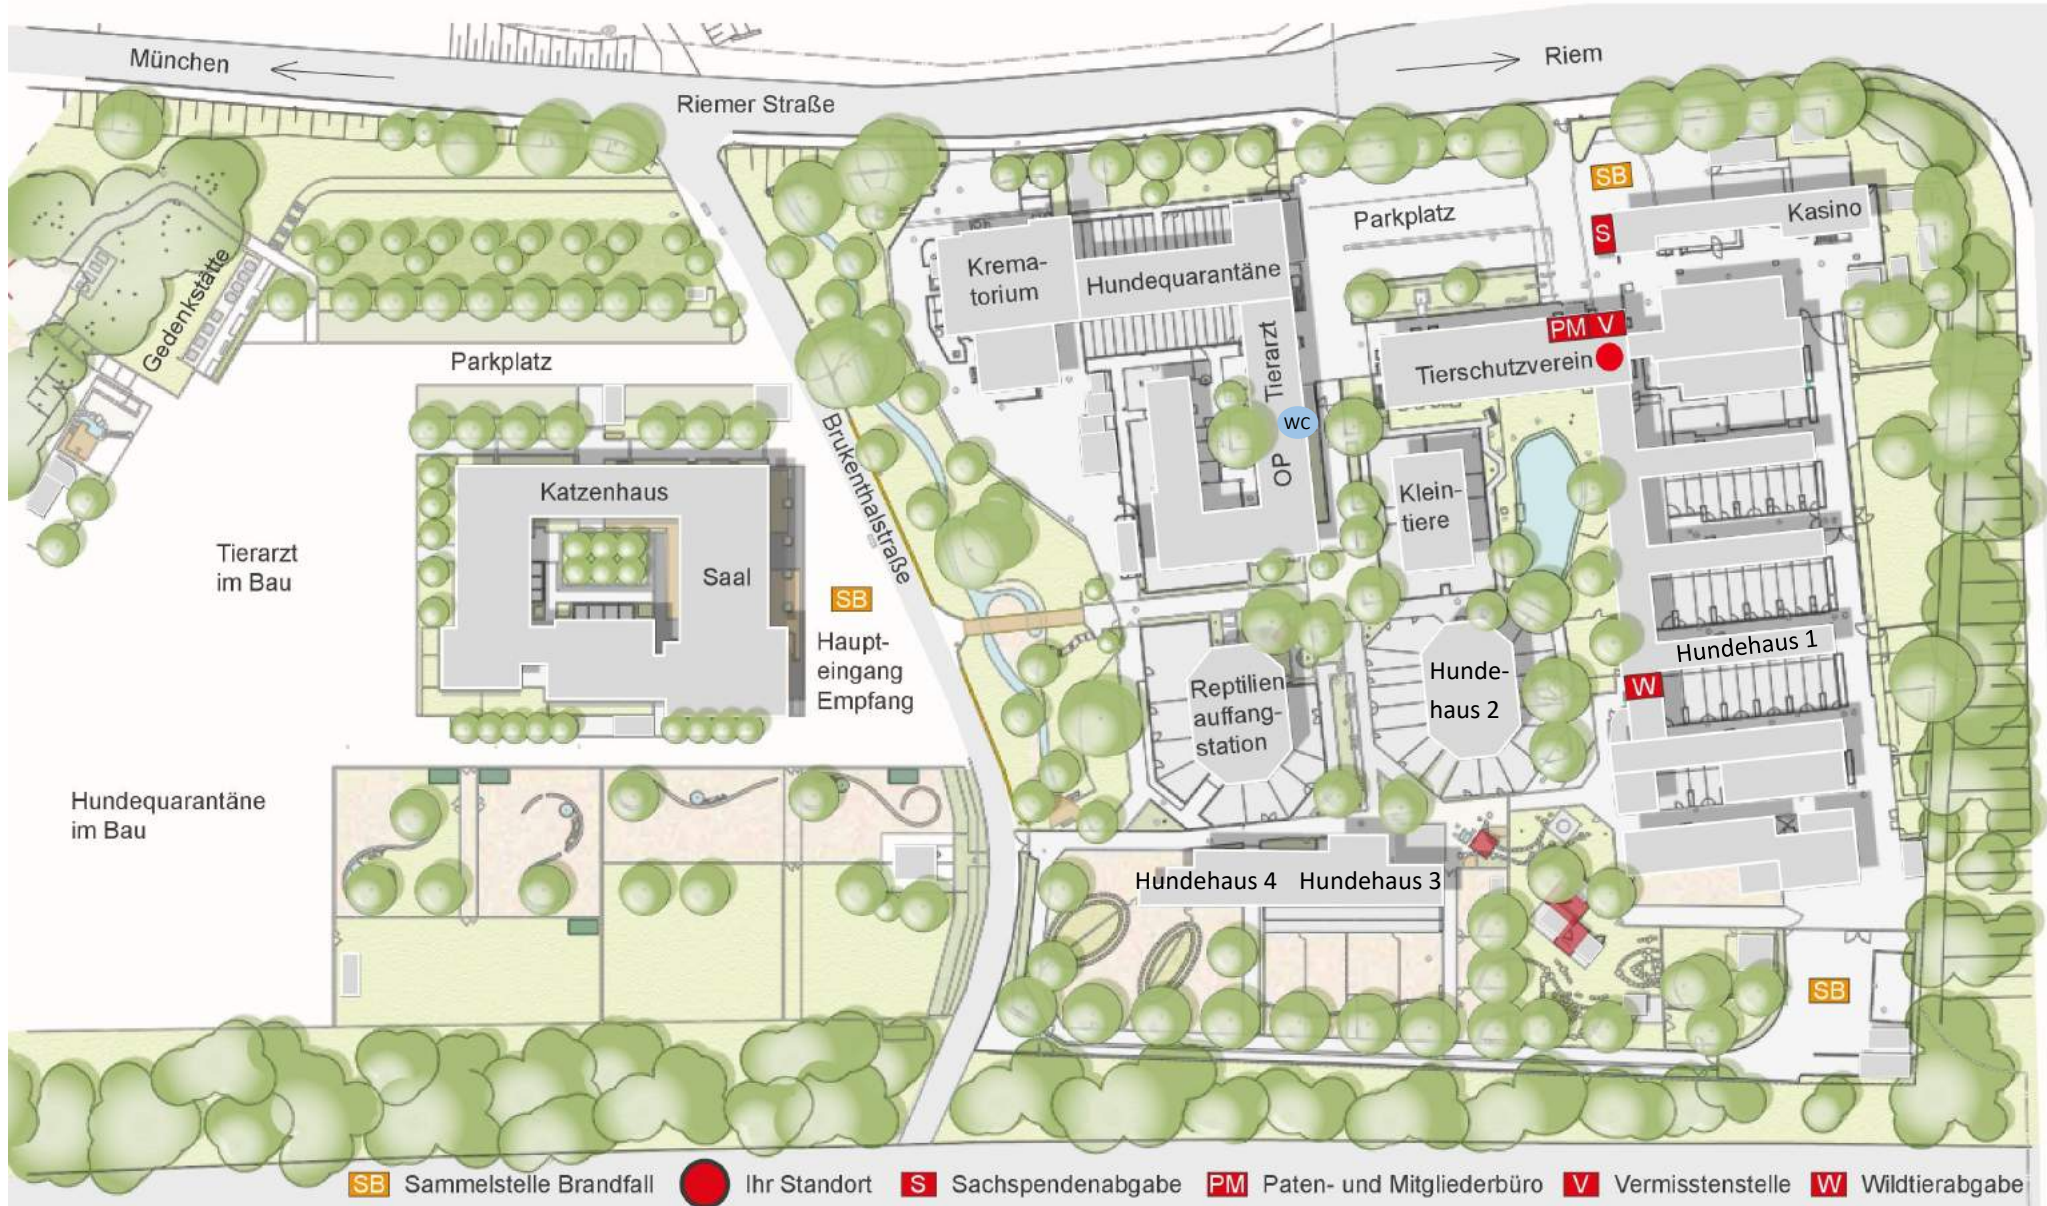 München
Riem
Riemer Straße
SB
Parkplatz
Kasino
S
Krema-
torium
Hundequarantäne
Gedenkstätte
PM V
Tierarzt
Tierschutzverein
Parkplatz
WC
OP
Brukenthalstraße
Katzenhaus
Klein-
tiere
Tierarzt
im Bau
Saal
SB
Haupt-
eingang
Empfang
Hundehaus 1
Hunde-
haus 2
W
Reptilien
auffang-
station
Hundequarantäne
im Bau
Hundehaus 4
Hundehaus 3
SB
SB Sammelstelle Brandfall Ihr Standort S Sachspendenabgabe PM Paten- und Mitgliederbüro V Vermisstenstelle W Wildtierabgabe